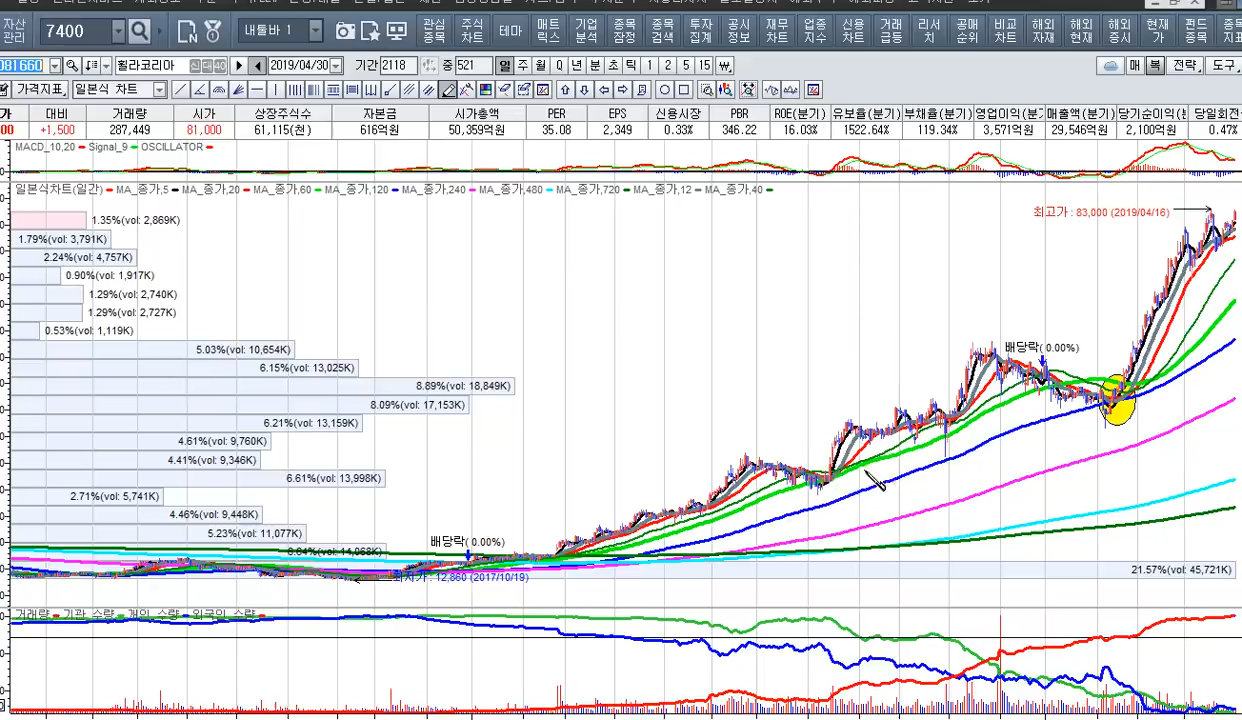 자산 관리 7400 내툴바 1 관심 종목 주식 차트 테마 매트 릭스 기업 분석 종목 잠정 종목 검색 투자 집계 공시 정보 재무 차트 업종 지수 신용 차트 거래 급등 리서 치 공매 순위 비교 차트 해외 자재 해외 현재 해외 증시 현재 가 펀드 종목
081660 휠라코리아 신 대 40 2019/04/30 기간 2118 중 521 일 주 월 Q 년 분 초 틱 1 2 5 15 매 복 전략, 도구,
가격지표, 일본식 차트
가 대비 거래량 시가 상장주식수 자본금 시가총액 PER EPS 신용시장 PBR ROE(분기) 유보율(분기) 부채율(분기) 영업이익(분: 매출액(분기) 당기순이익(분 당일회전
00 +1,500 287,449 81,000 61,115(천) 616억원 50,359억원 35.08 2,349 0.33% 346.22 16.03% 1522.64% 119.34% 3,571억원 29,546억원 2,100억원 0.47%
MACD_10,20 Signal_9 OSCILLATOR
일본식차트(일간) MA_종가,5 MA_종가,20 MA_종가,60 MA_종가,120 MA_종가,240 MA_종가,480 MA_종가,720 MA_종가,12 MA_종가,40
최고가 : 83,000 (2019/04/16)
1.35%(vol: 2,869K)
1.79%(vol: 3,791K)
2.24%(vol: 4,757K)
0.90%(vol: 1,917K)
1.29%(vol: 2,740K)
1.29%(vol: 2,727K)
0.53%(vol: 1,119K)
배당락( 0.00%)
5.03%(vol: 10,654K)
6.15%(vol: 13,025K)
8.89%(vol: 18,849K)
8.09%(vol: 17,153K)
6.21%(vol: 13,159K)
4.61%(vol: 9,760K)
4.41%(vol: 9,346K)
6.61%(vol: 13,998K)
2.71%(vol: 5,741K)
4.46%(vol: 9,448K)
5.23%(vol: 11,077K)
배당락( 0.00%)
6.64%(vol: 14,068K)
21.57%(vol: 45,721K)
최저가 : 12,860 (2017/10/19)
거래량 기관_수량 개인_수량 외국인_수량